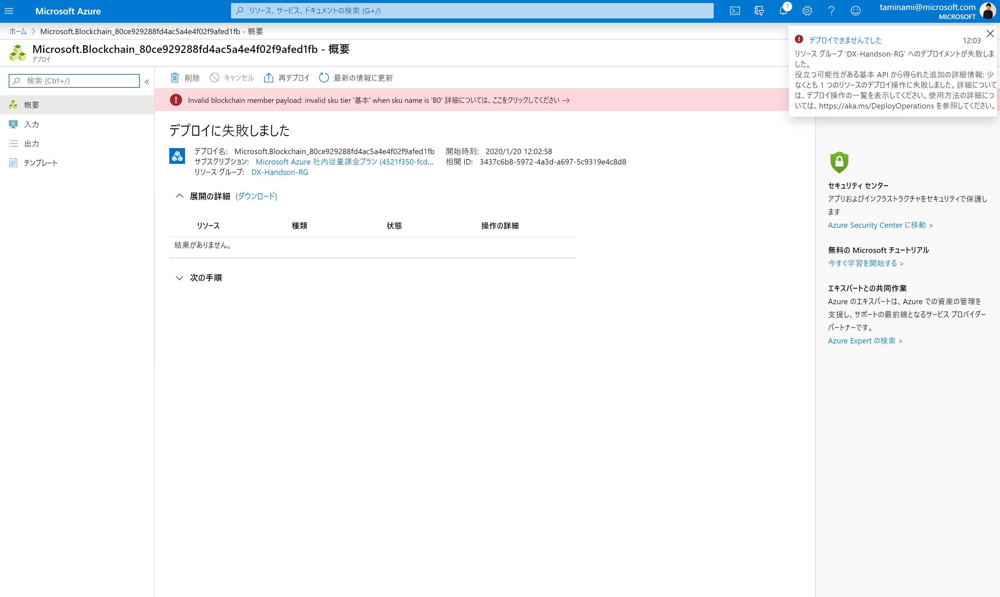 Microsoft Azure
リソース、サービス、ドキュメントの検索 (G+/)
1
taminami@microsoft.com
MICROSOFT
ホーム > Microsoft.Blockchain_80ce929288fd4ac5a4e4f02f9afed1fb - 概要
Microsoft.Blockchain_80ce929288fd4ac5a4e4f02f9afed1fb - 概要
デプロイ
デプロイできませんでした 12:03
リソース グループ 'DX-Handson-RG' へのデプロイメントが失敗しま
した。
役立つ可能性がある基本 API から得られた追加の詳細情報: 少
なくとも 1 つのリソースのデプロイ操作に失敗しました。詳細について
は、デプロイ操作の一覧を表示してください。使用方法の詳細につ
いては、https://aka.ms/DeployOperations を参照してください。
検索 (Ctrl+/)
«
概要
入力
出力
テンプレート
削除 キャンセル 再デプロイ 最新の情報に更新
Invalid blockchain member payload: invalid sku tier '基本' when sku name is 'B0' 詳細については、ここをクリックしてください →
デプロイに失敗しました
デプロイ名: Microsoft.Blockchain_80ce929288fd4ac5a4e4f02f9afed1fb 開始時刻: 2020/1/20 12:02:58
サブスクリプション: Microsoft Azure 社内従量課金プラン (4521f350-fcd... 相関 ID: 3437c6b8-5972-4a3d-a697-5c9319e4c8d8
リソース グループ: DX-Handson-RG
展開の詳細 (ダウンロード)
リソース 種類 状態 操作の詳細
結果がありません。
次の手順
セキュリティ センター
アプリおよびインフラストラクチャをセキュリティで保護し
ます
Azure Security Center に移動 >
無料の Microsoft チュートリアル
今すぐ学習を開始する >
エキスパートとの共同作業
Azure のエキスパートは、Azure での資産の管理を
支援し、サポートの最前線となるサービス プロバイダー
パートナーです。
Azure Expert の検索 >